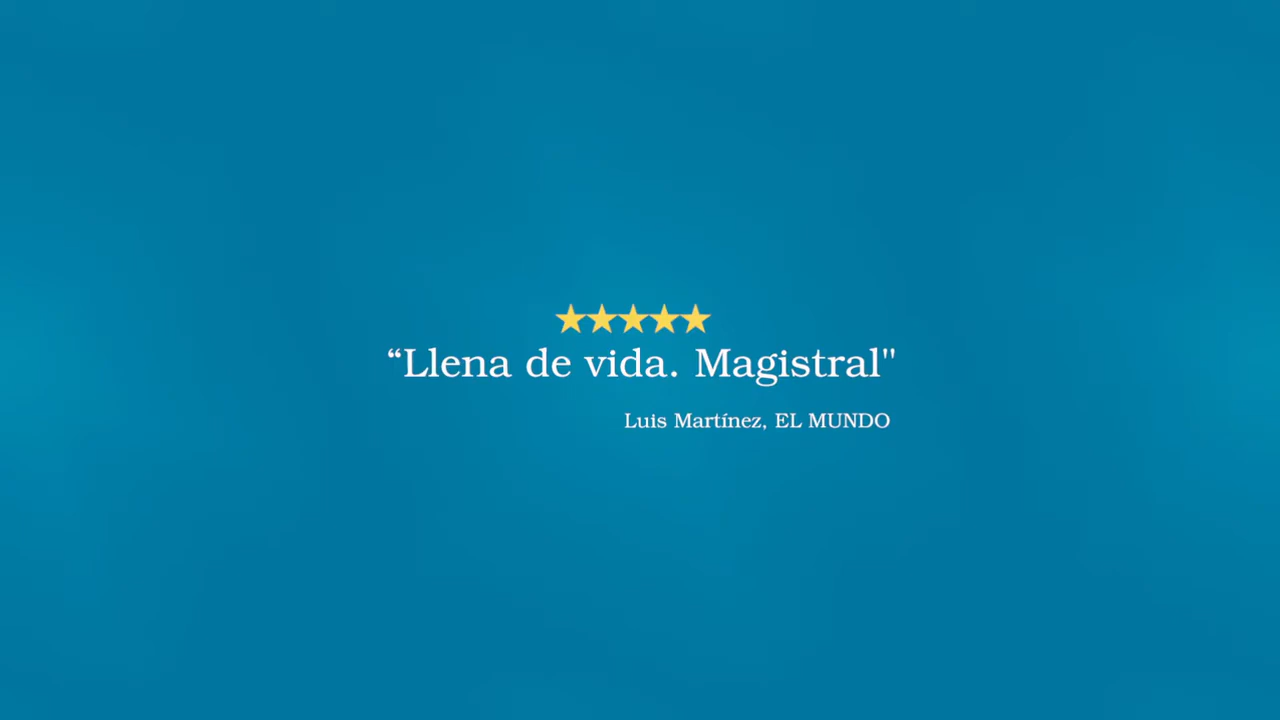 ★★★★★
“Llena de vida. Magistral"
Luis Martínez, EL MUNDO